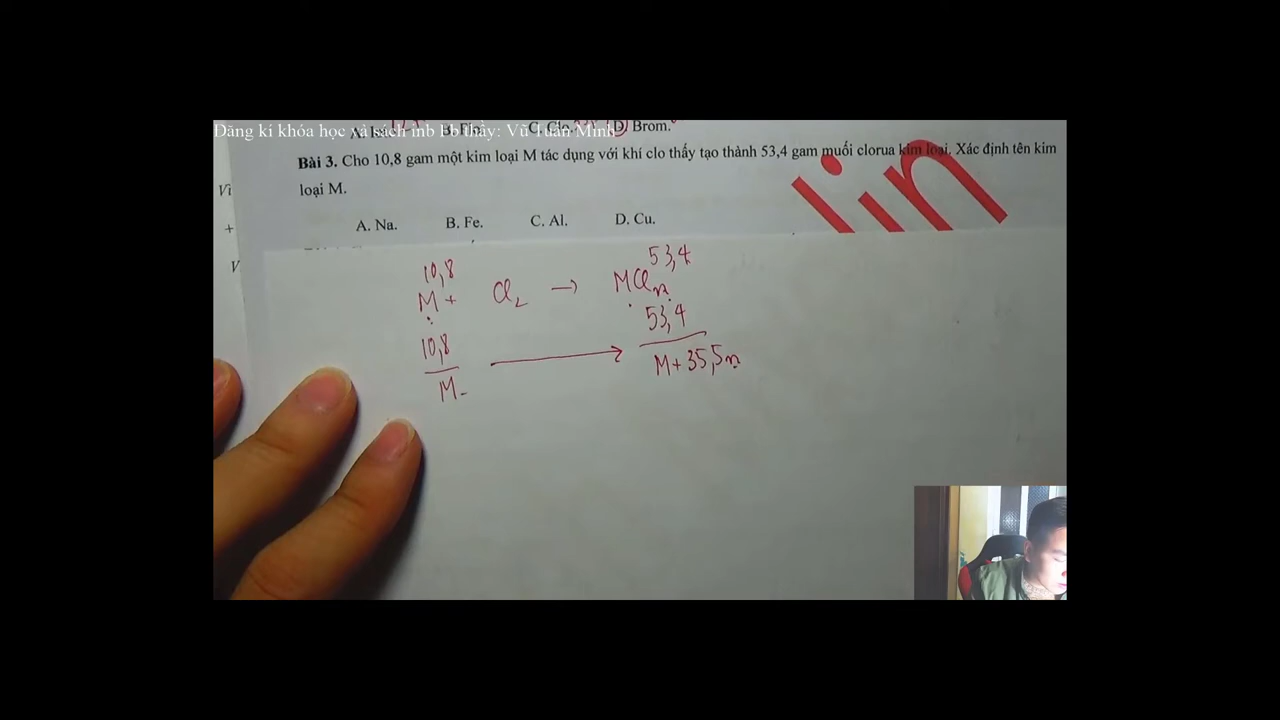 Đăng kí khóa học và sách inb Fb thầy: Vũ Tuấn Minh
D. Brom.
Bài 3. Cho 10,8 gam một kim loại M tác dụng với khí clo thấy tạo thành 53,4 gam muối clorua kim loại. Xác định tên kim
loại M.
A. Na. B. Fe. C. Al. D. Cu.
Vì
+
V
lin
10,8 53,4
M + Cl2 → MCln
10,8 → 53,4
M M + 35,5n